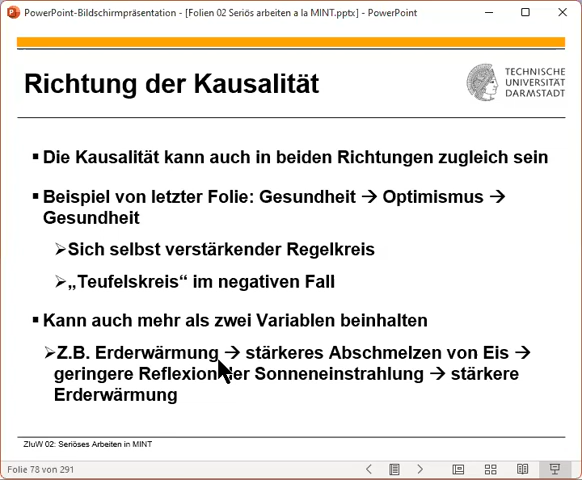 PowerPoint-Bildschirmpräsentation - [Folien 02 Seriös arbeiten a la MINT.pptx] - PowerPoint
Richtung der Kausalität
TECHNISCHE
UNIVERSITÄT
DARMSTADT
▪ Die Kausalität kann auch in beiden Richtungen zugleich sein
▪ Beispiel von letzter Folie: Gesundheit → Optimismus →
Gesundheit
➢Sich selbst verstärkender Regelkreis
➢„Teufelskreis“ im negativen Fall
▪ Kann auch mehr als zwei Variablen beinhalten
➢Z.B. Erderwärmung → stärkeres Abschmelzen von Eis →
geringere Reflexion der Sonneneinstrahlung → stärkere
Erderwärmung
ZIuW 02: Seriöses Arbeiten in MINT
Folie 78 von 291